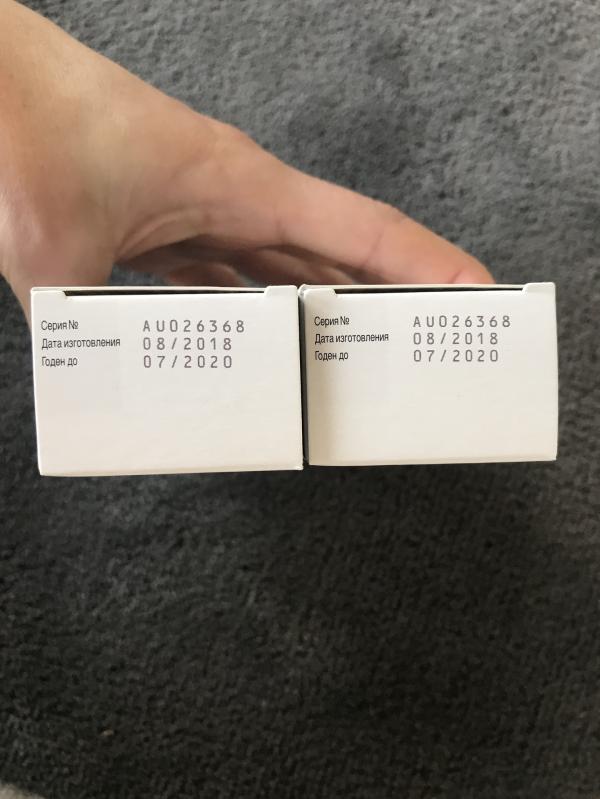 Серия № AU026368
Дата изготовления 08/2018
Годен до 07/2020
Серия № AU026368
Дата изготовления 08/2018
Годен до 07/2020